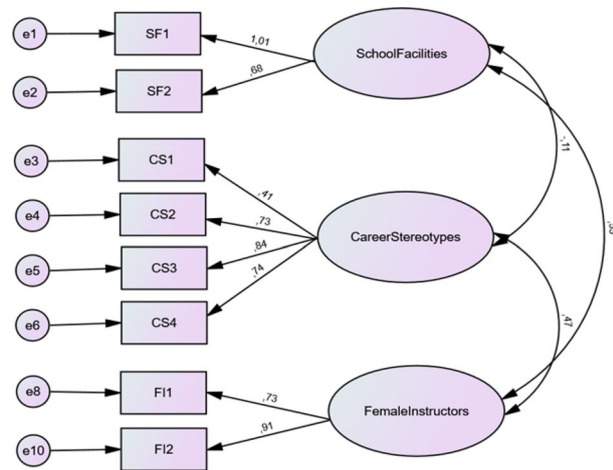 e1
SF1
1,01
SchoolFacilities
e2
SF2
,68
e3
CS1
,41
-,11
e4
CS2
,73
CareerStereotypes
e5
CS3
,84
e6
CS4
,74
,47
e8
FI1
,73
FemaleInstructors
e10
FI2
,91